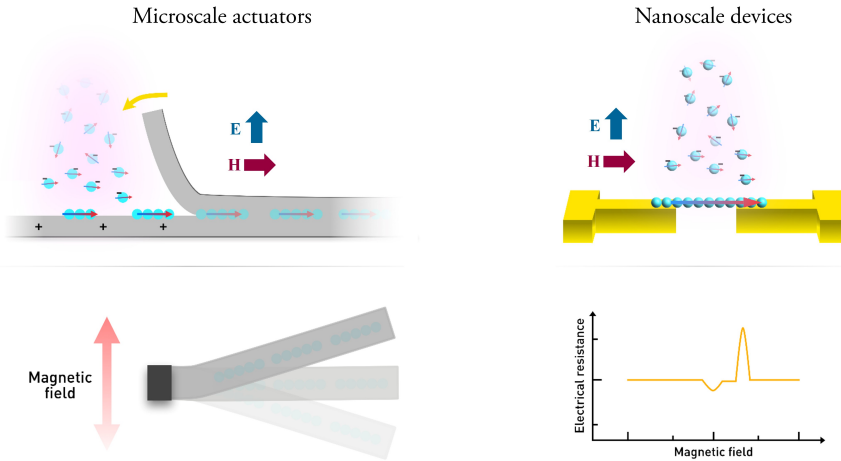 Microscale actuators
Nanoscale devices
E
H
E
H
+ + +
Magnetic
field
Electrical resistance
Magnetic field